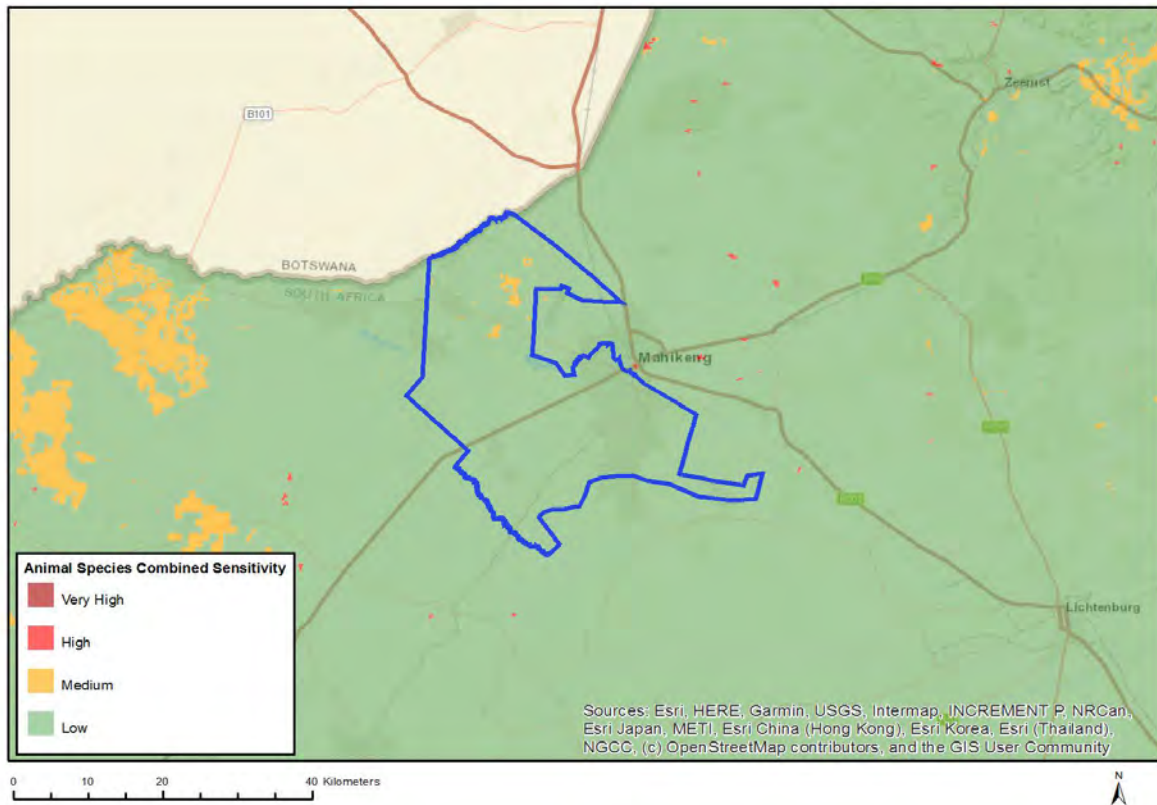 Zeerust
B101
BOTSWANA
SOUTH AFRICA
Mahikeng
Lichtenburg
Animal Species Combined Sensitivity
Very High
High
Medium
Low
Sources: Esri, HERE, Garmin, USGS, Intermap, INCREMENT P, NRCan,
Esri Japan, METI, Esri China (Hong Kong), Esri Korea, Esri (Thailand),
NGCC, (c) OpenStreetMap contributors, and the GIS User Community
0 10 20 40 Kilometers
N